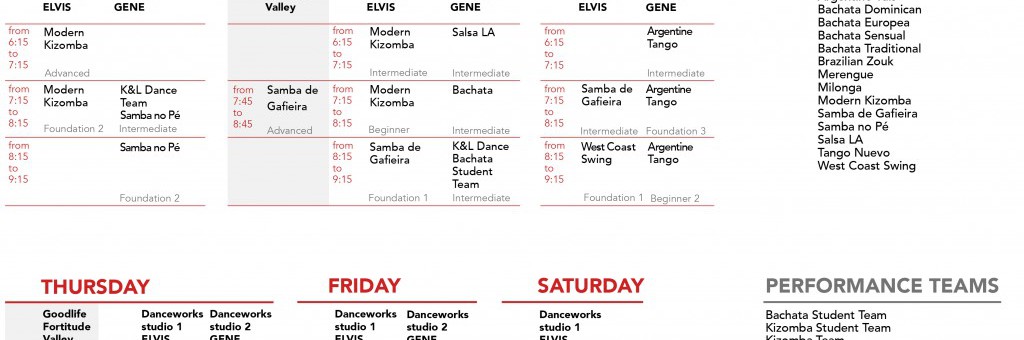 ELVIS GENE
from 6:15 to 7:15
Modern Kizomba
Advanced
from 7:15 to 8:15
Modern Kizomba
Foundation 2
K&L Dance Team
Samba no Pé
Intermediate
from 8:15 to 9:15
Samba no Pé
Foundation 2
Valley
ELVIS GENE
from 6:15 to 7:15
Modern Kizomba
Intermediate
Salsa LA
Intermediate
from 7:45 to 8:45
Samba de Gafieira
Advanced
from 7:15 to 8:15
Modern Kizomba
Beginner
Bachata
Intermediate
from 8:15 to 9:15
Samba de Gafieira
Foundation 1
K&L Dance Bachata Student Team
Intermediate
ELVIS GENE
from 6:15 to 7:15
Argentine Tango
Intermediate
from 7:15 to 8:15
Samba de Gafieira
Intermediate
Argentine Tango
Foundation 3
from 8:15 to 9:15
West Coast Swing
Foundation 1
Argentine Tango
Beginner 2
Bachata Dominican
Bachata Europea
Bachata Sensual
Bachata Traditional
Brazilian Zouk
Merengue
Milonga
Modern Kizomba
Samba de Gafieira
Samba no Pé
Salsa LA
Tango Nuevo
West Coast Swing
THURSDAY
Goodlife Fortitude Valley
Danceworks studio 1 ELVIS
Danceworks studio 2 GENE
FRIDAY
Danceworks studio 1 ELVIS
Danceworks studio 2 GENE
SATURDAY
Danceworks studio 1 ELVIS
PERFORMANCE TEAMS
Bachata Student Team
Kizomba Student Team
Kizomba Team